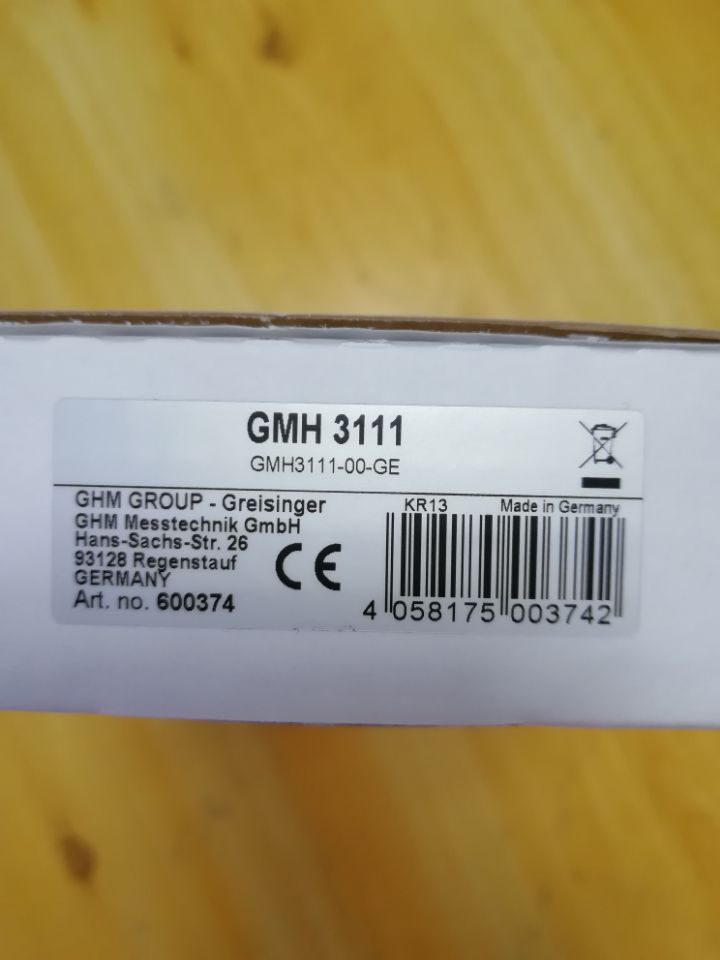 GMH 3111
GMH3111-00-GE
GHM GROUP - Greisinger
GHM Messtechnik GmbH
Hans-Sachs-Str. 26
93128 Regenstauf
GERMANY
Art. no. 600374
CE
KR13 Made in Germany
4 058175 003742